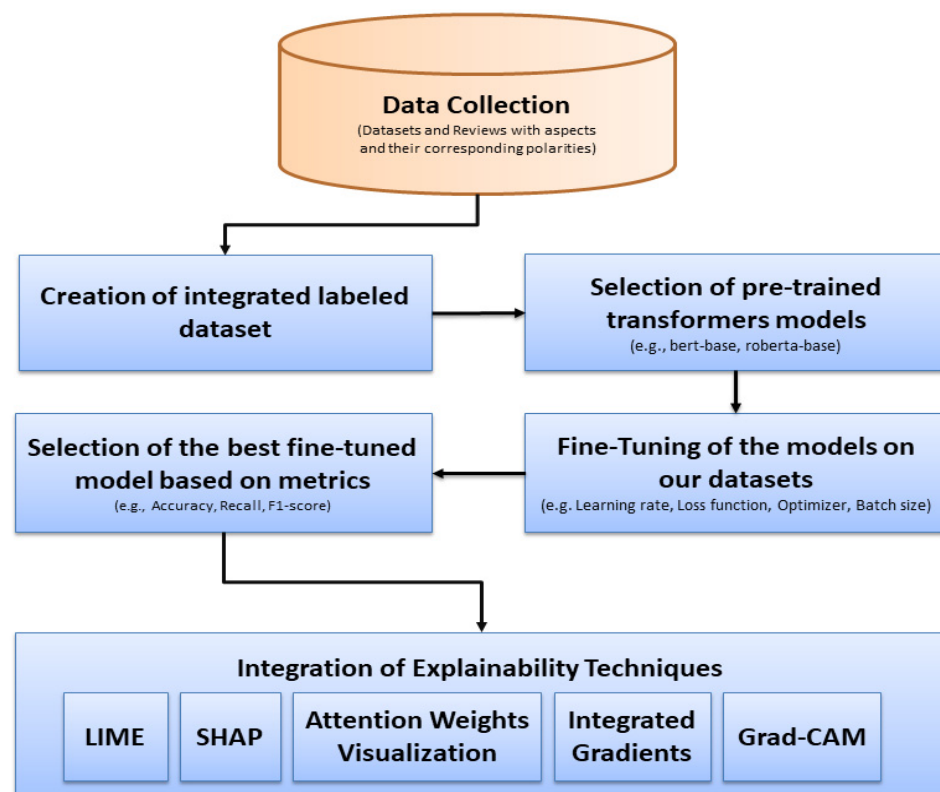 Data Collection
(Datasets and Reviews with aspects
and their corresponding polarities)
Creation of integrated labeled
dataset
Selection of pre-trained
transformers models
(e.g., bert-base, roberta-base)
Selection of the best fine-tuned
model based on metrics
(e.g., Accuracy, Recall, F1-score)
Fine-Tuning of the models on
our datasets
(e.g. Learning rate, Loss function, Optimizer, Batch size)
Integration of Explainability Techniques
LIME
SHAP
Attention Weights
Visualization
Integrated
Gradients
Grad-CAM